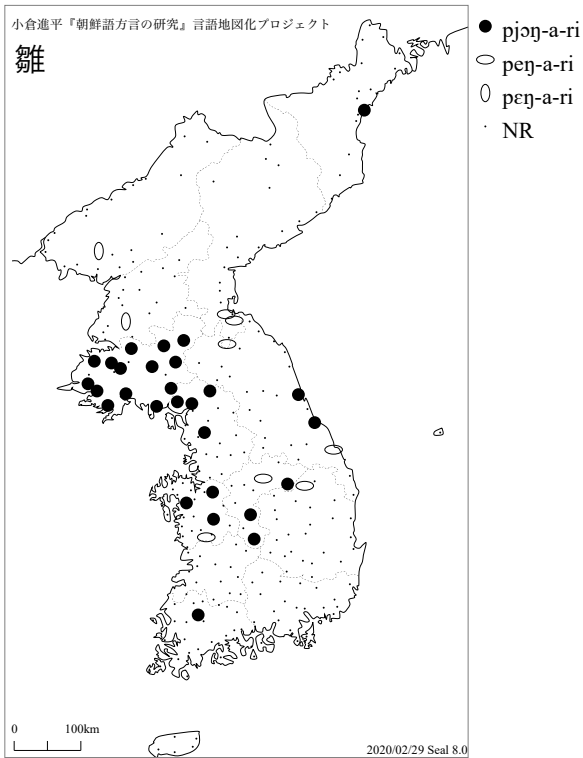 小倉進平『朝鮮語方言の研究』言語地図化プロジェクト
雛
pjɔŋ-a-ri
peŋ-a-ri
pɛŋ-a-ri
NR
0 100km
2020/02/29 Seal 8.0